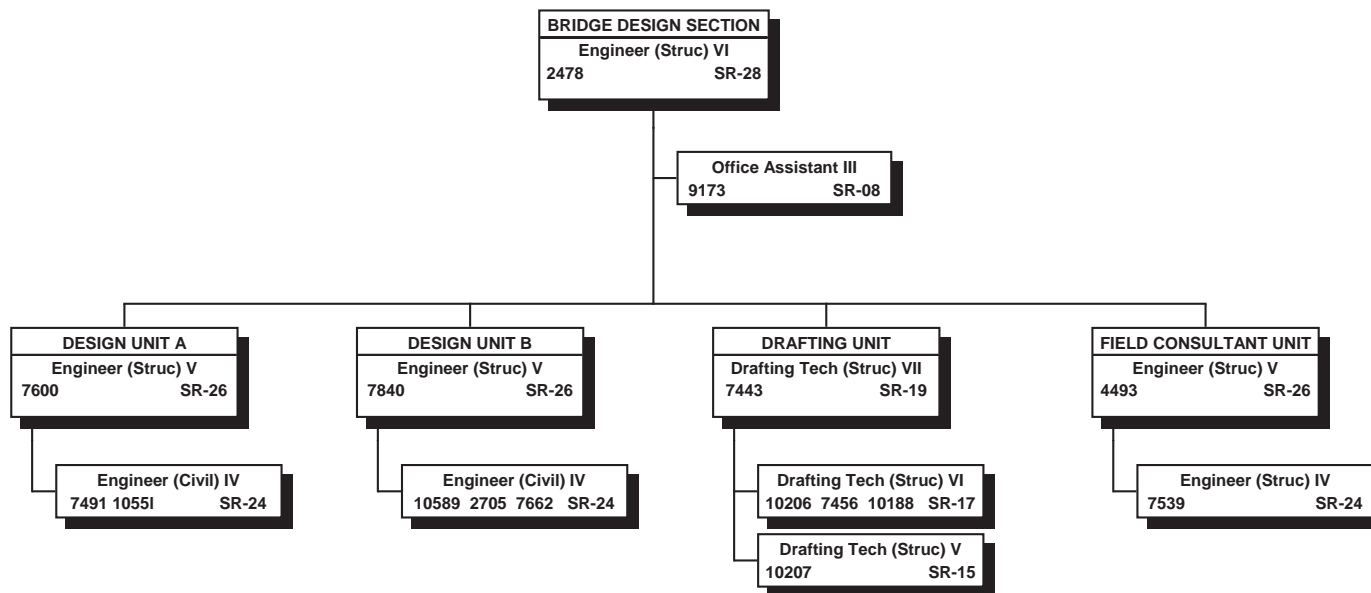 BRIDGE DESIGN SECTION
Engineer (Struc) VI
2478 SR-28
Office Assistant III
9173 SR-08
DESIGN UNIT A
Engineer (Struc) V
7600 SR-26
Engineer (Civil) IV
7491 1055I SR-24
DESIGN UNIT B
Engineer (Struc) V
7840 SR-26
Engineer (Civil) IV
10589 2705 7662 SR-24
DRAFTING UNIT
Drafting Tech (Struc) VII
7443 SR-19
Drafting Tech (Struc) VI
10206 7456 10188 SR-17
Drafting Tech (Struc) V
10207 SR-15
FIELD CONSULTANT UNIT
Engineer (Struc) V
4493 SR-26
Engineer (Struc) IV
7539 SR-24